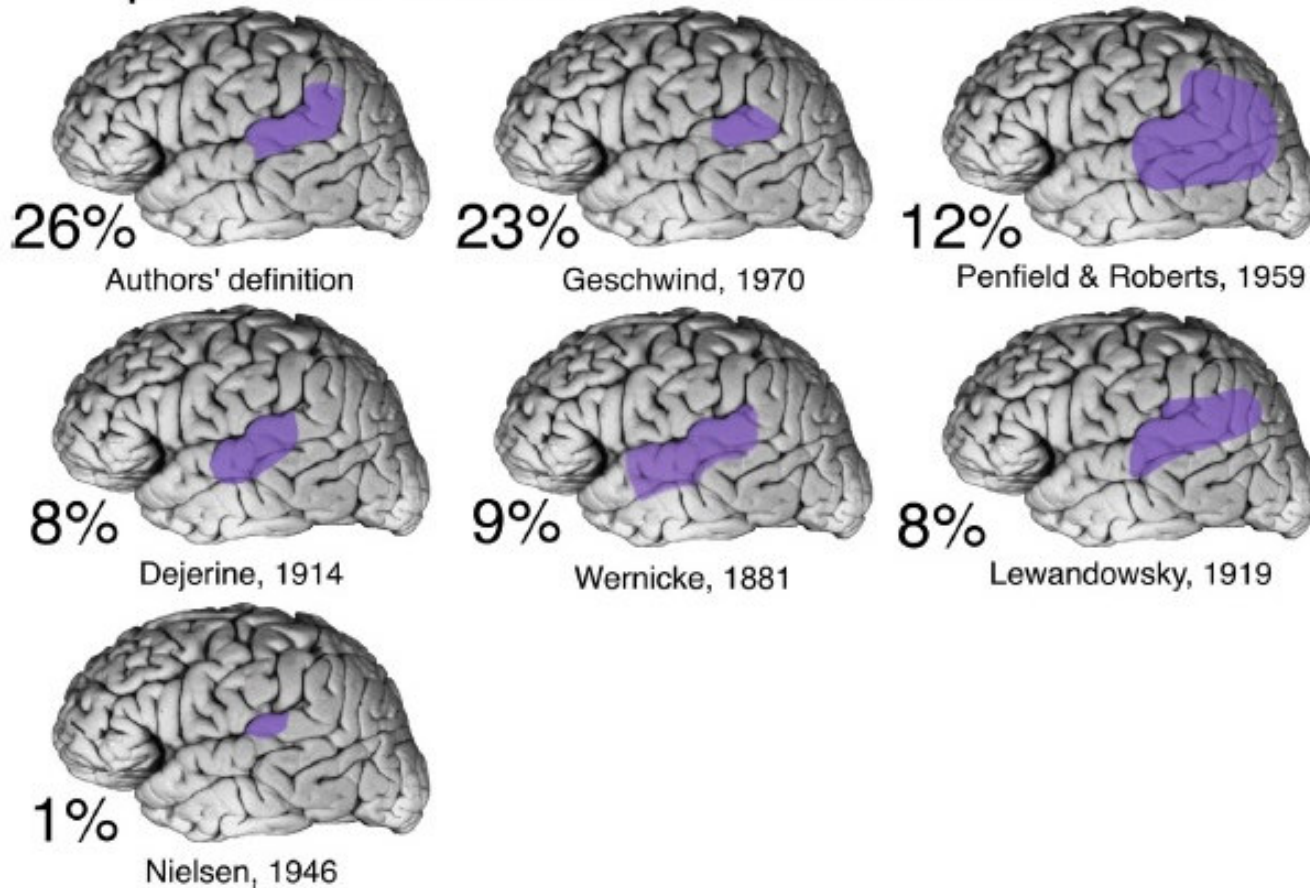 26%
Authors' definition
23%
Geschwind, 1970
12%
Penfield & Roberts, 1959
8%
Dejerine, 1914
9%
Wernicke, 1881
8%
Lewandowsky, 1919
1%
Nielsen, 1946